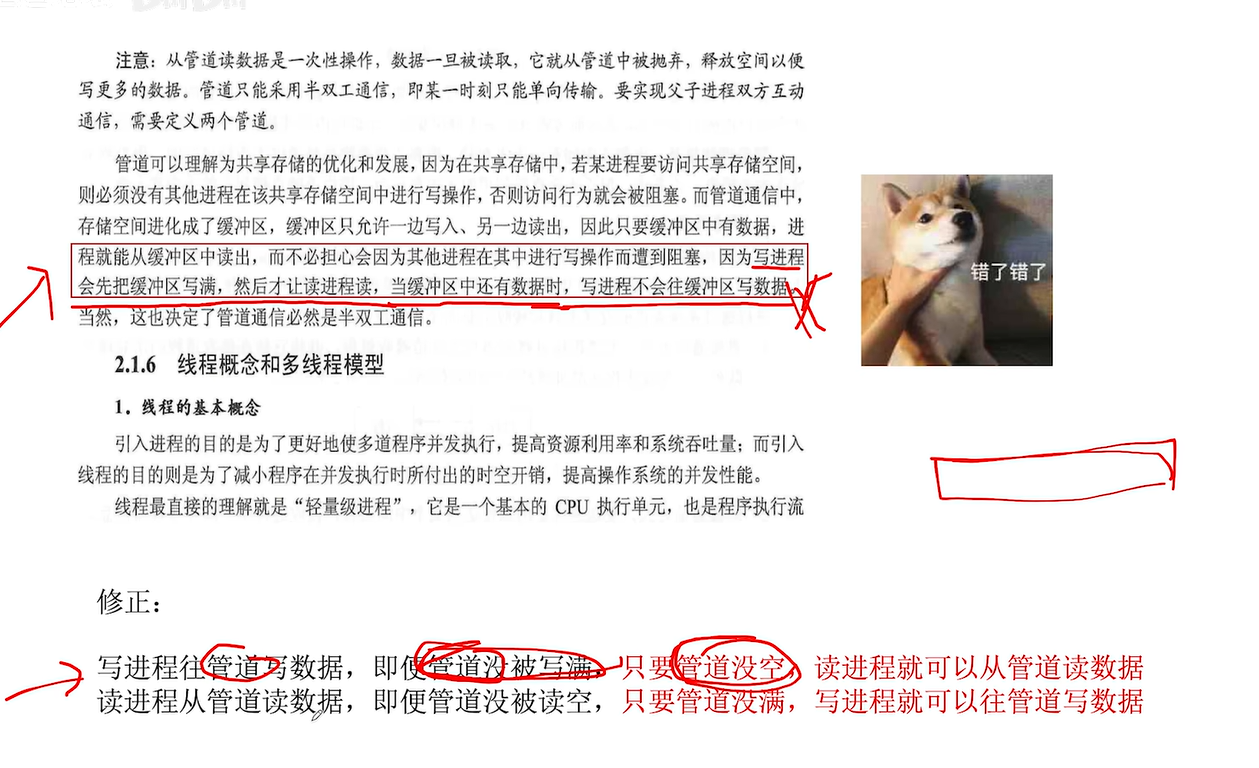 注意：从管道读数据是一次性操作，数据一旦被读取，它就从管道中被抛弃，释放空间以便
写更多的数据。管道只能采用半双工通信，即某一时刻只能单向传输。要实现父子进程双方互动
通信，需要定义两个管道。
管道可以理解为共享存储的优化和发展，因为在共享存储中，若某进程要访问共享存储空间，
则必须没有其他进程在该共享存储空间中进行写操作，否则访问行为就会被阻塞。而管道通信中，
存储空间进化成了缓冲区，缓冲区只允许一边写入、另一边读出，因此只要缓冲区中有数据，进
程就能从缓冲区中读出，而不必担心会因为其他进程在其中进行写操作而遭到阻塞，因为写进程
会先把缓冲区写满，然后才让读进程读，当缓冲区中还有数据时，写进程不会往缓冲区写数据。
当然，这也决定了管道通信必然是半双工通信。
错了错了
2.1.6 线程概念和多线程模型
1. 线程的基本概念
引入进程的目的是为了更好地使多道程序并发执行，提高资源利用率和系统吞吐量；而引入
线程的目的则是为了减小程序在并发执行时所付出的时空开销，提高操作系统的并发性能。
线程最直接的理解就是“轻量级进程”，它是一个基本的 CPU 执行单元，也是程序执行流
修正：
写进程往管道写数据，即便管道没被写满，只要管道没空，读进程就可以从管道读数据
读进程从管道读数据，即便管道没被读空，只要管道没满，写进程就可以往管道写数据